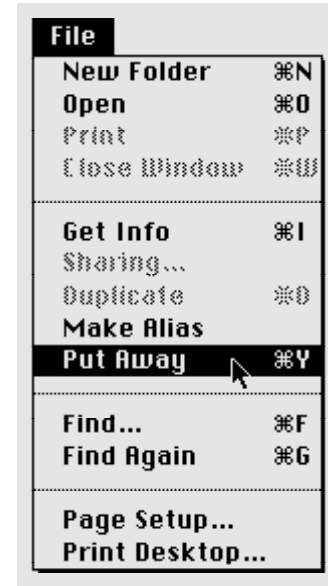 File
New Folder ⌘N
Open ⌘O
Print ⌘P
Close Window ⌘W
Get Info ⌘I
Sharing...
Duplicate ⌘D
Make Alias
Put Away ⌘Y
Find... ⌘F
Find Again ⌘G
Page Setup...
Print Desktop...